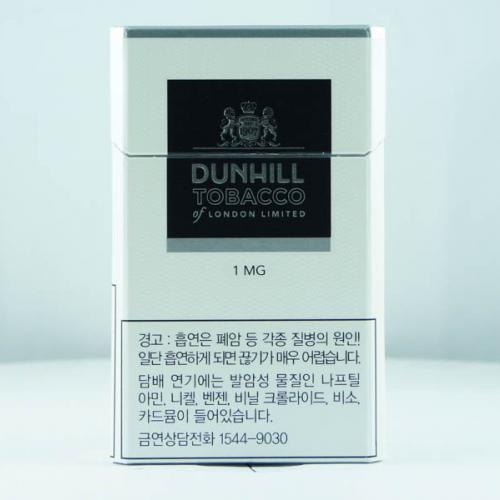 1907
DUNHILL
TOBACCO
of LONDON LIMITED
1 MG
경고 : 흡연은 폐암 등 각종 질병의 원인!
일단 흡연하게 되면 끊기가 매우 어렵습니다.
담배 연기에는 발암성 물질인 나프틸
아민, 니켈, 벤젠, 비닐 크롤라이드, 비소,
카드뮴이 들어있습니다.
금연상담전화 1544-9030